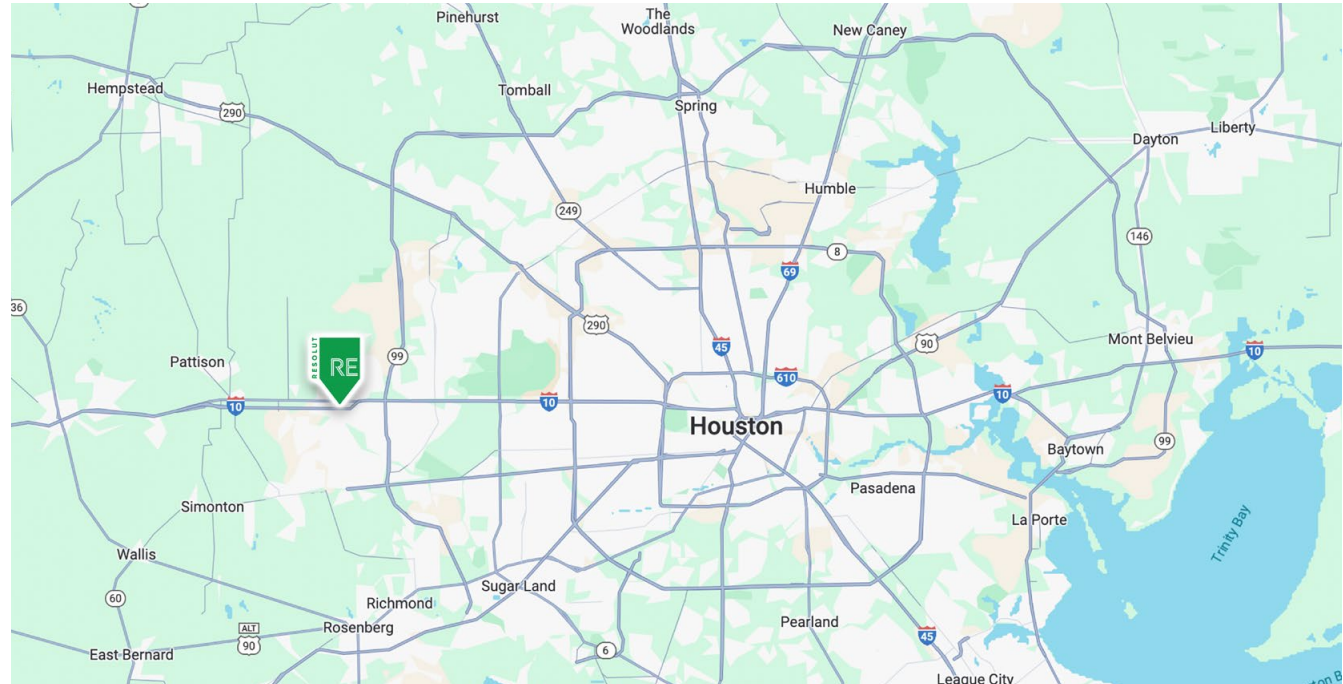 Pinehurst
The
Woodlands
New Caney
Hempstead
290
Tomball
Spring
Dayton
Liberty
Humble
249
8
146
69
36
290
45
90
Mont Belvieu
10
Pattison
RESOLUT
RE
99
610
10
10
10
Houston
99
Baytown
Pasadena
Simonton
La Porte
Trinity Bay
Wallis
Sugar Land
60
Richmond
Rosenberg
ALT
90
Pearland
45
East Bernard
6
League City